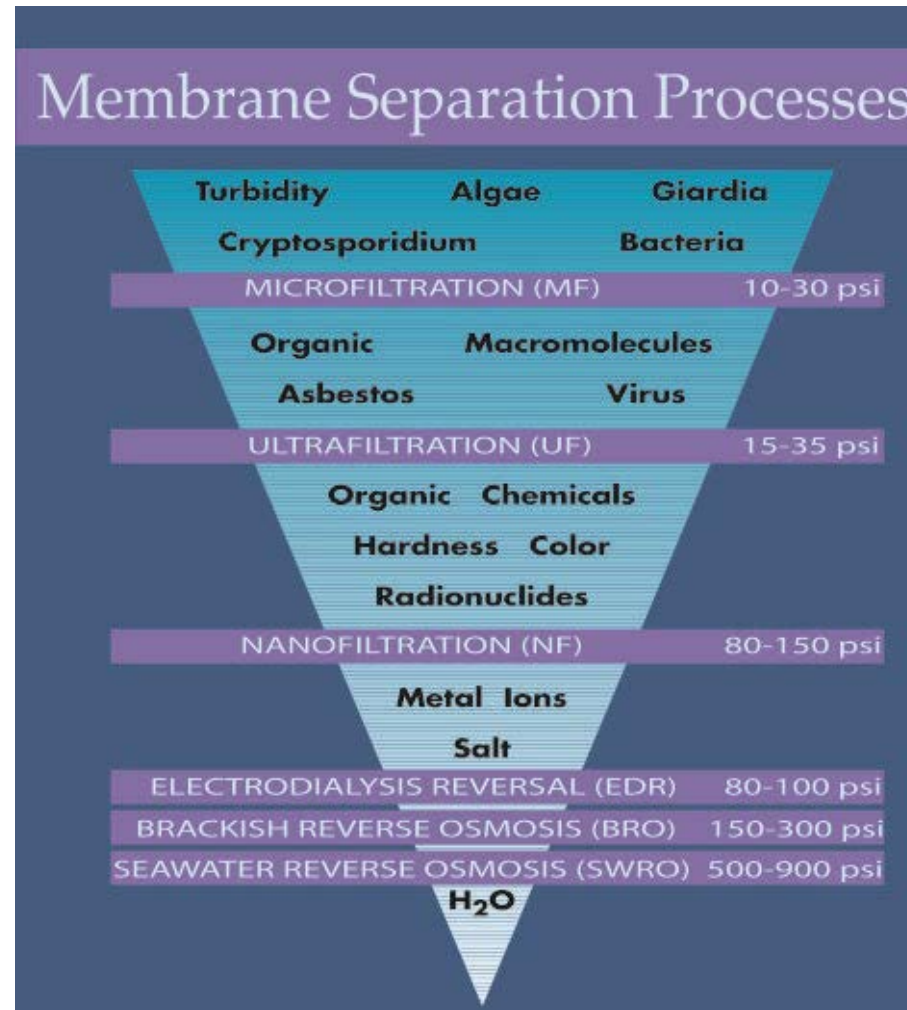 Membrane Separation Processes
Turbidity Algae Giardia
Cryptosporidium Bacteria
MICROFILTRATION (MF) 10-30 psi
Organic Macromolecules
Asbestos Virus
ULTRAFILTRATION (UF) 15-35 psi
Organic Chemicals
Hardness Color
Radionuclides
NANOFILTRATION (NF) 80-150 psi
Metal Ions
Salt
ELECTRODIALYSIS REVERSAL (EDR) 80-100 psi
BRACKISH REVERSE OSMOSIS (BRO) 150-300 psi
SEAWATER REVERSE OSMOSIS (SWRO) 500-900 psi
H₂O